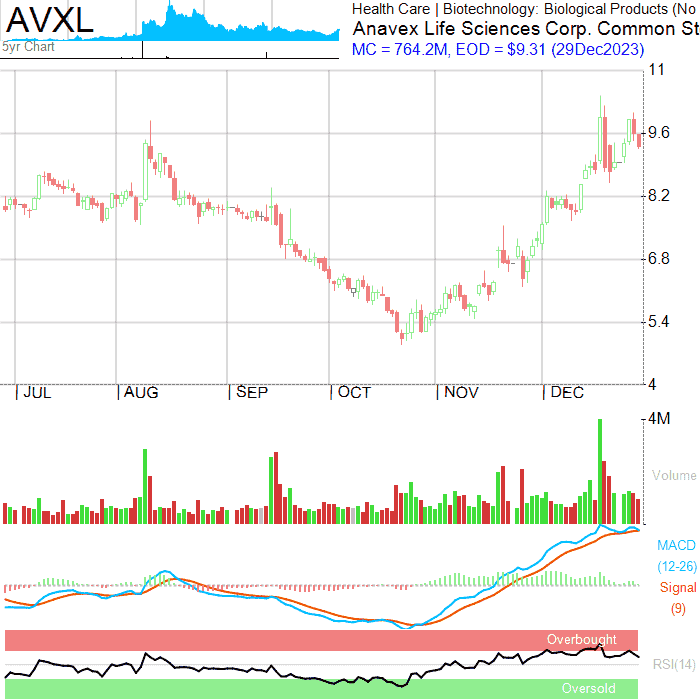 AVXL
5yr Chart
Health Care | Biotechnology: Biological Products (No
Anavex Life Sciences Corp. Common St
MC = 764.2M, EOD = $9.31 (29Dec2023)
11
9.6
8.2
6.8
5.4
4
JUL AUG SEP OCT NOV DEC
4M
Volume
MACD
(12-26)
Signal
(9)
Overbought
RSI(14)
Oversold